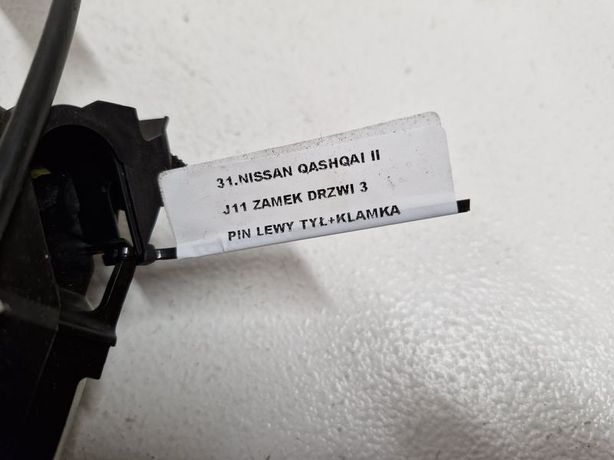 31.NISSAN QASHQAI II
J11 ZAMEK DRZWI 3
PIN LEWY TYŁ+KLAMKA